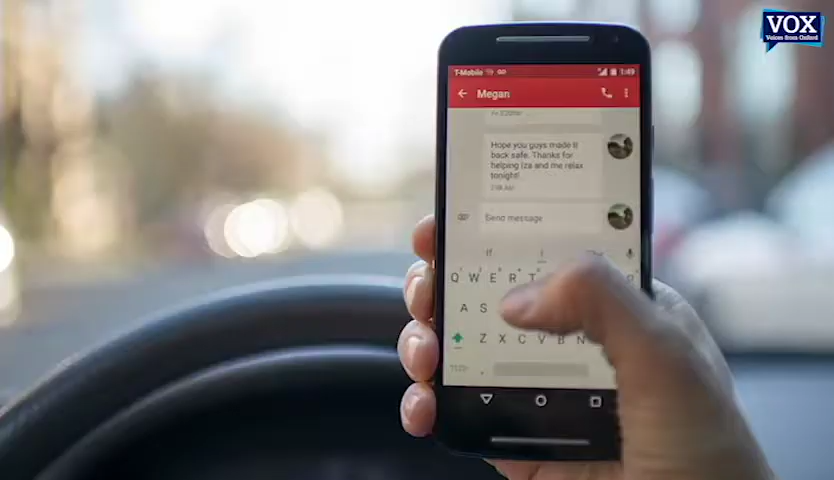 VOX
Voices from Oxford
T-Mobile
1:49
Megan
Hope you guys made it
back safe. Thanks for
helping Iza and me relax
tonight!
Send message
If
I
Q W E R T
A S
Z X C V B N